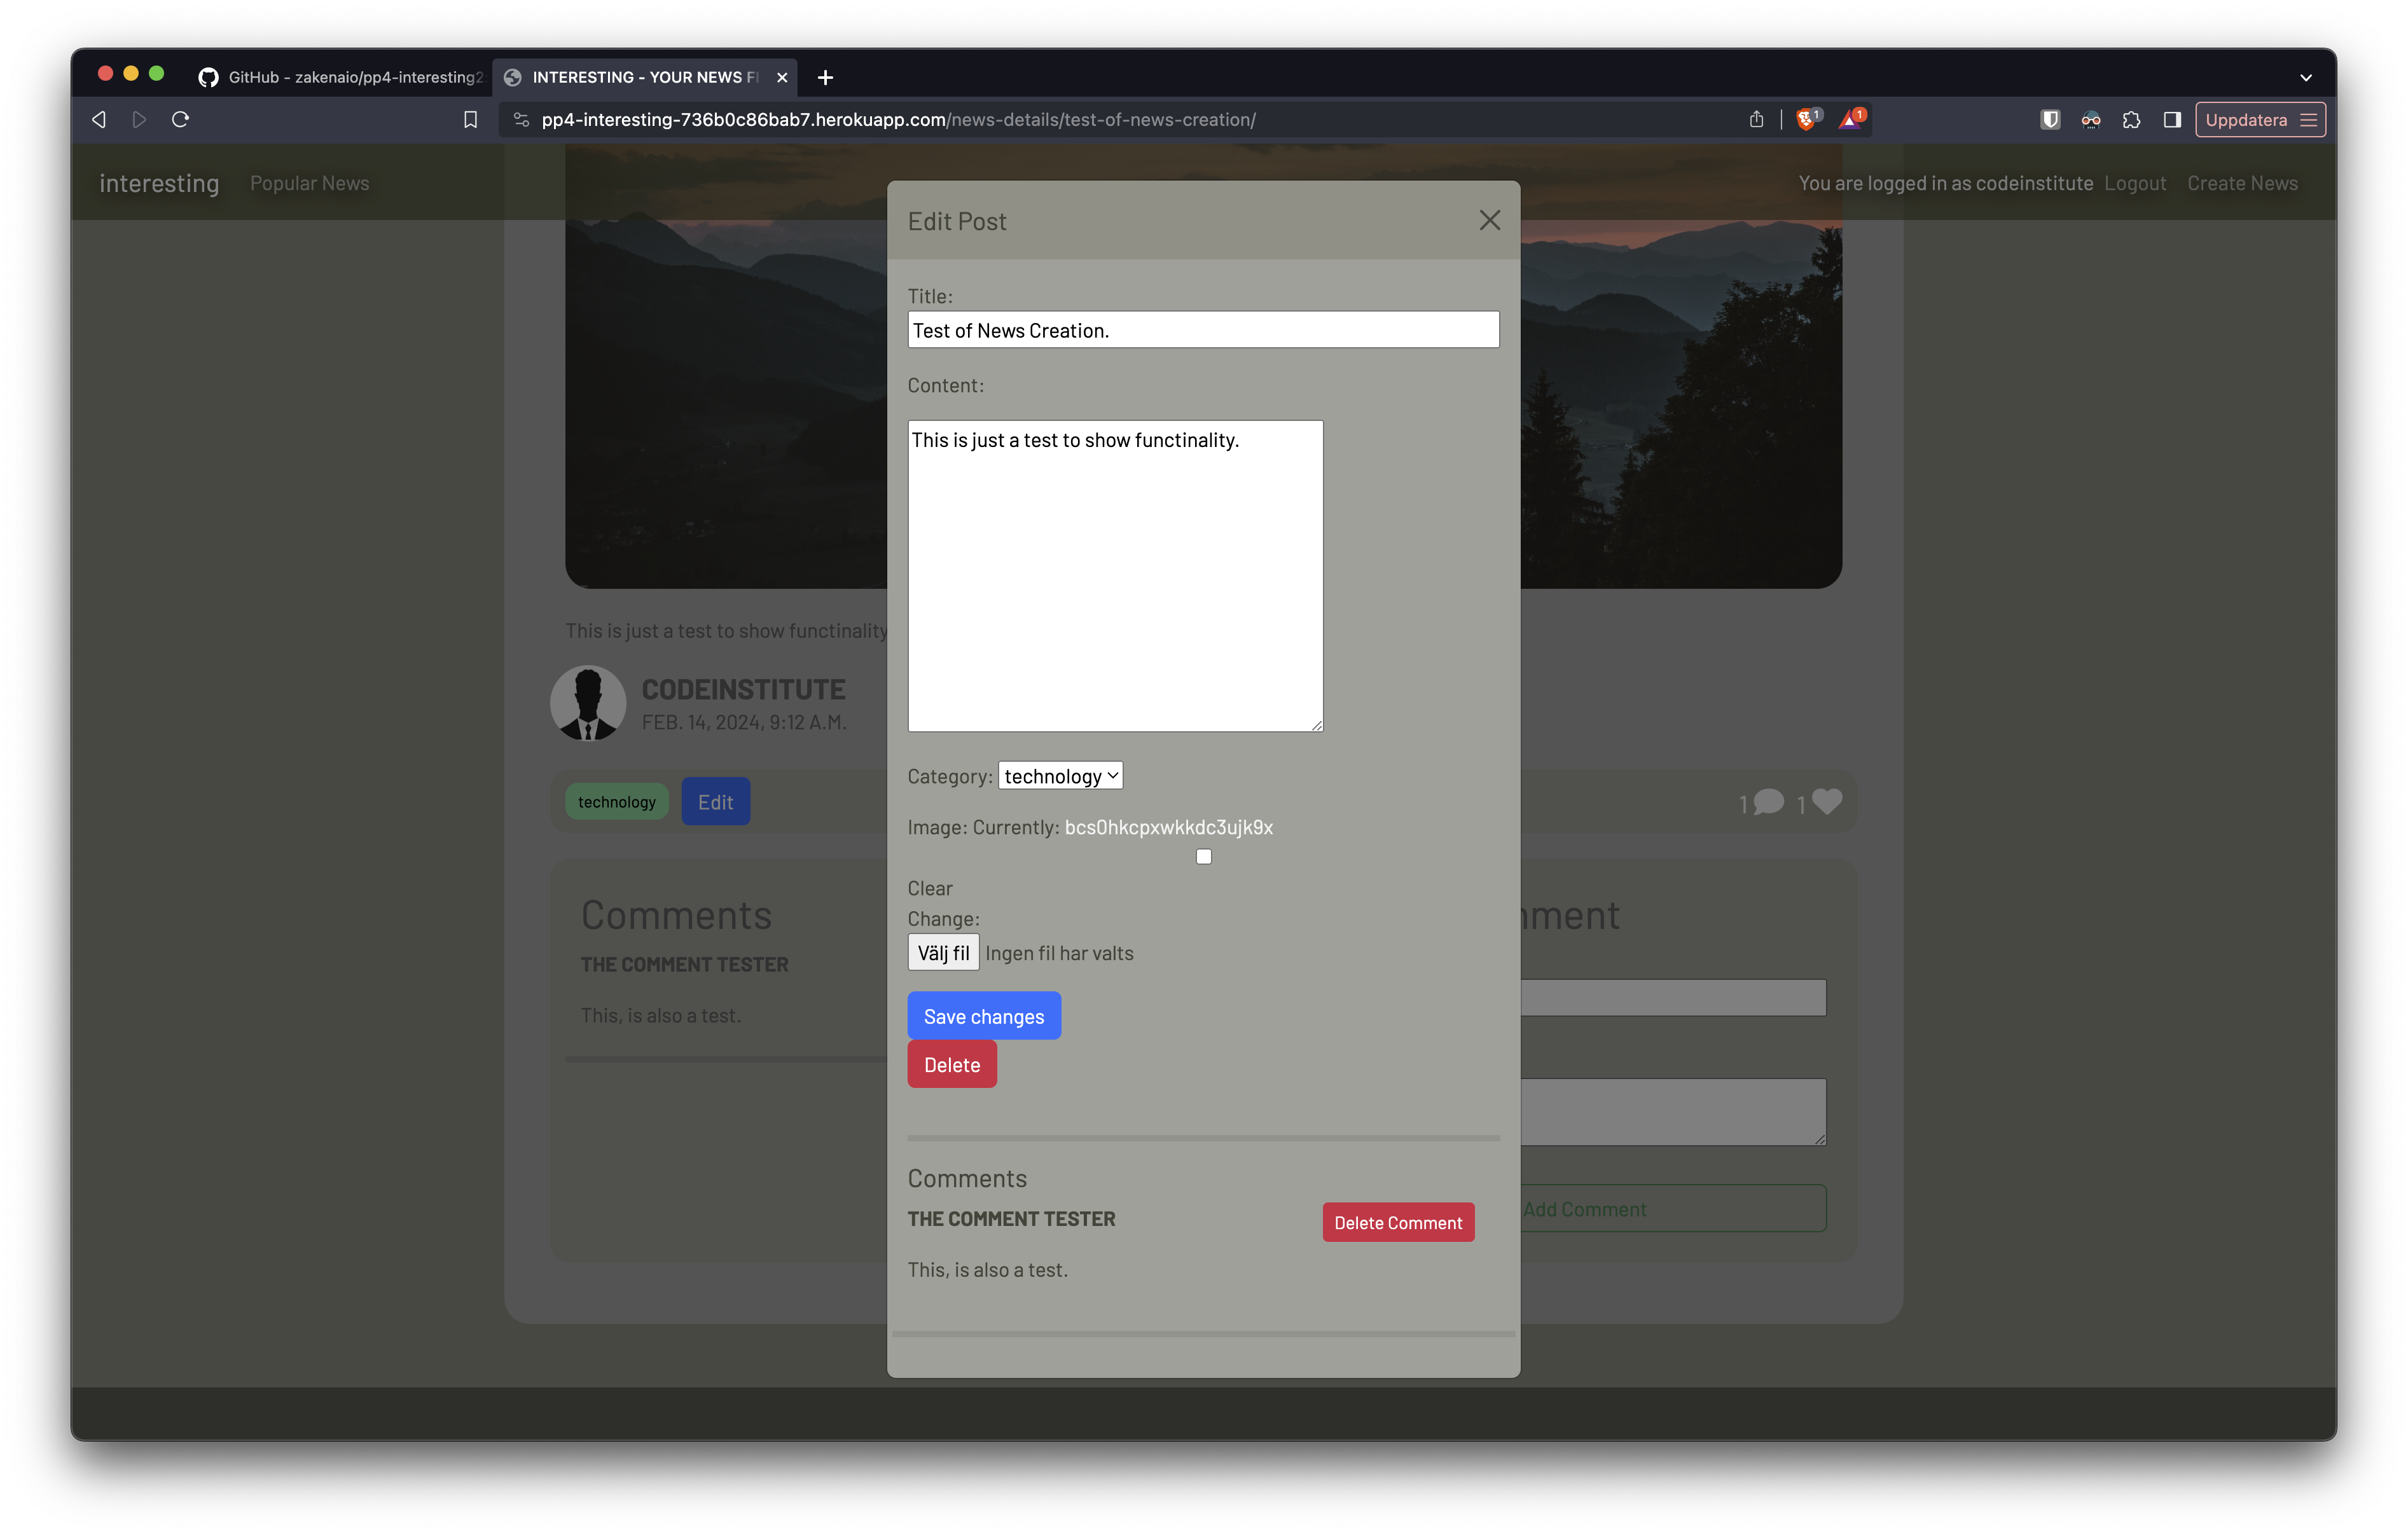 GitHub - zakenaio/pp4-interesting2
INTERESTING - YOUR NEWS FI
pp4-interesting-736b0c86bab7.herokuapp.com/news-details/test-of-news-creation/
1
1
Uppdatera
interesting
Popular News
You are logged in as codeinstitute
Logout
Create News
Edit Post
Title:
Test of News Creation.
Content:
This is just a test to show functinality.
Category: technology
Image: Currently: bcs0hkcpxwkkdc3ujk9x
Clear
Change:
Välj fil Ingen fil har valts
Save changes
Delete
Comments
THE COMMENT TESTER
Delete Comment
This, is also a test.
This is just a test to show functinality
CODEINSTITUTE
FEB. 14, 2024, 9:12 A.M.
technology
Edit
1
1
Comments
THE COMMENT TESTER
This, is also a test.
mment
Add Comment